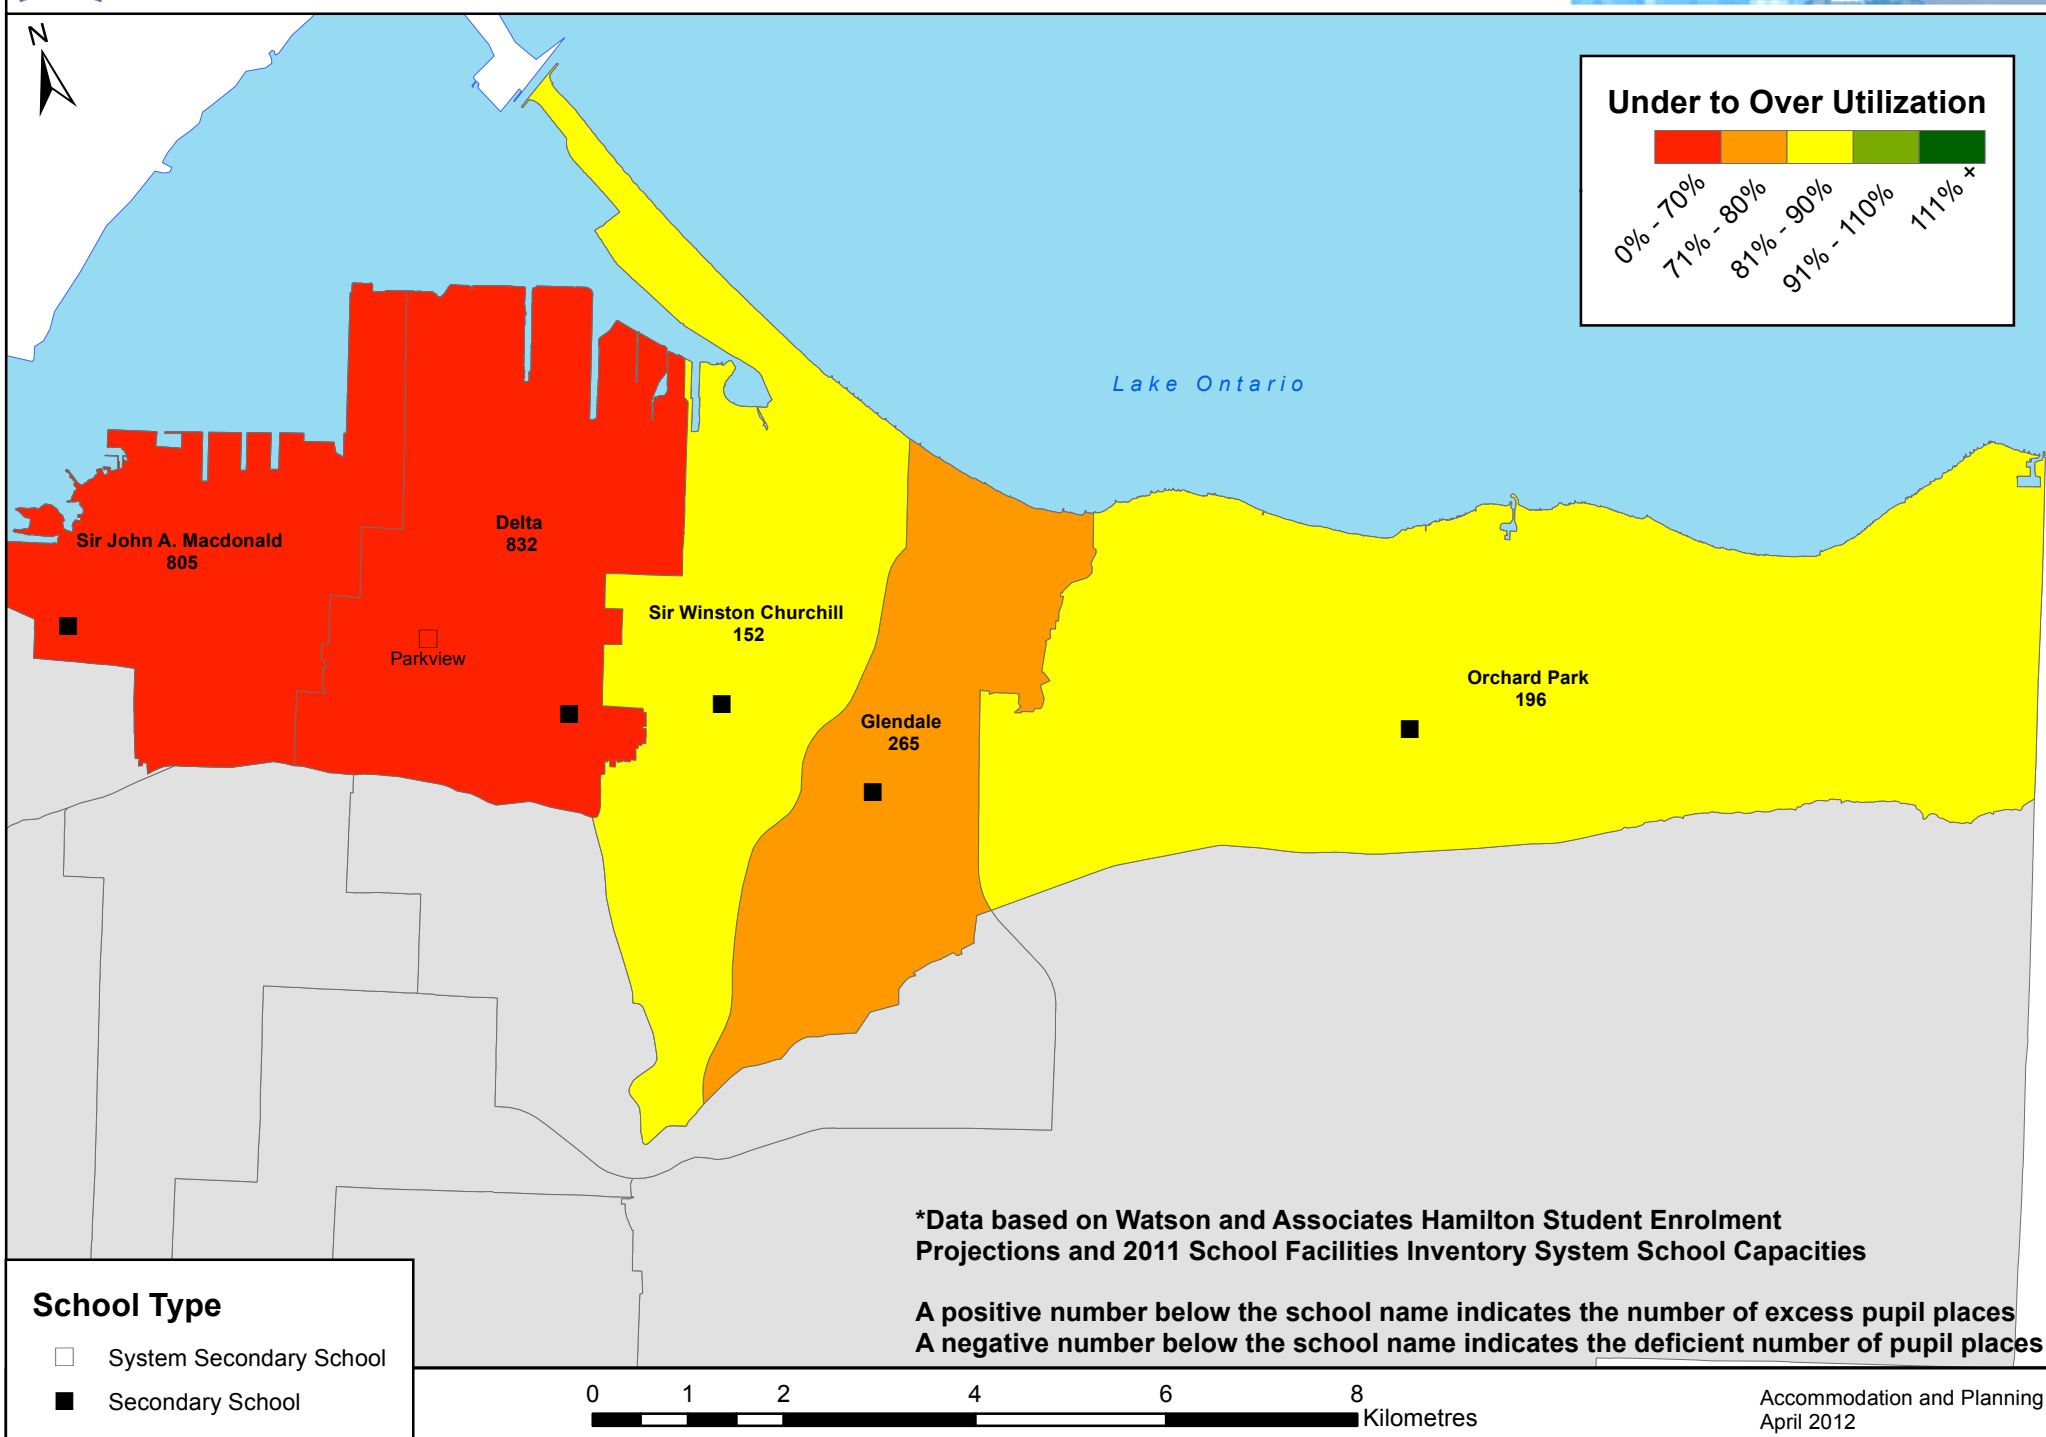 N
Under to Over Utilization
0% - 70%
71% - 80%
81% - 90%
91% - 110%
111% +
Lake Ontario
Sir John A. Macdonald
805
Delta
832
Parkview
Sir Winston Churchill
152
Glendale
265
Orchard Park
196
*Data based on Watson and Associates Hamilton Student Enrolment
Projections and 2011 School Facilities Inventory System School Capacities
A positive number below the school name indicates the number of excess pupil places
A negative number below the school name indicates the deficient number of pupil places
School Type
System Secondary School
Secondary School
0 1 2 4 6 8
Kilometres
Accommodation and Planning
April 2012